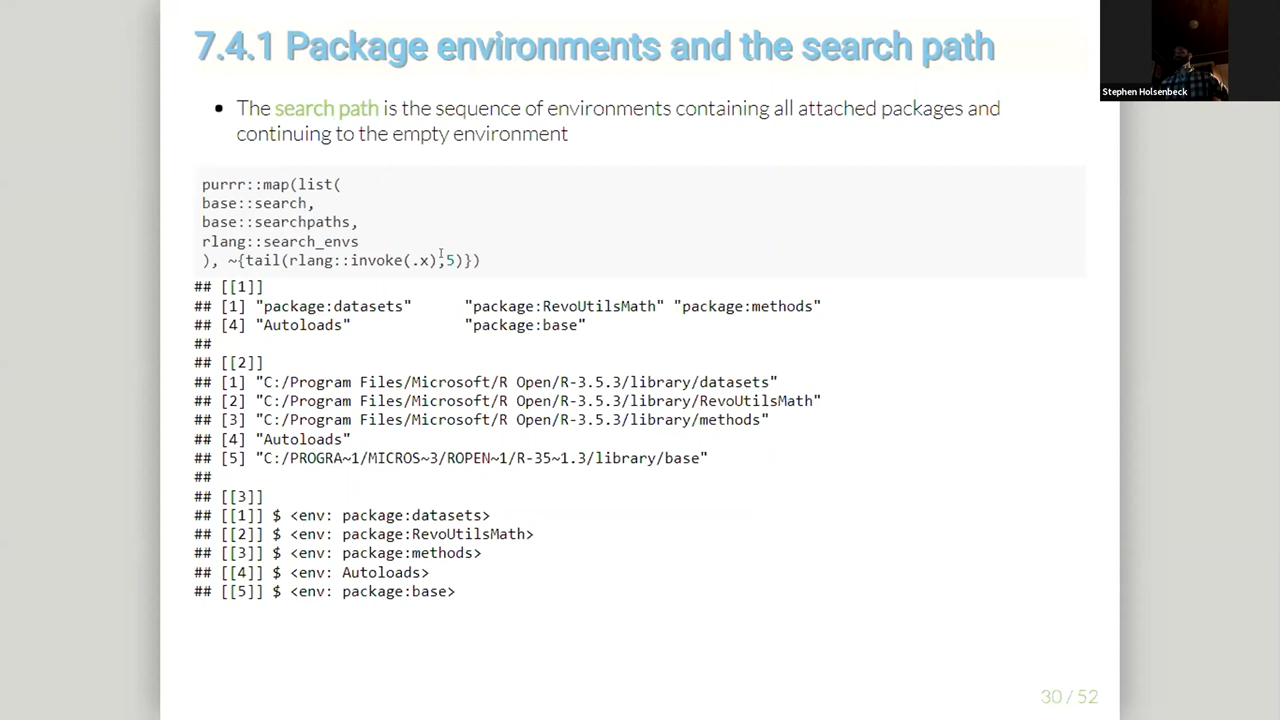 7.4.1 Package environments and the search path
Stephen Holsenbeck
• The search path is the sequence of environments containing all attached packages and
continuing to the empty environment
purrr::map(list(
base::search,
base::searchpaths,
rlang::search_envs
), ~{tail(rlang::invoke(.x),5)})
## [[1]]
## [1] "package:datasets"      "package:RevoUtilsMath" "package:methods"
## [4] "Autoloads"             "package:base"
##
## [[2]]
## [1] "C:/Program Files/Microsoft/R Open/R-3.5.3/library/datasets"
## [2] "C:/Program Files/Microsoft/R Open/R-3.5.3/library/RevoUtilsMath"
## [3] "C:/Program Files/Microsoft/R Open/R-3.5.3/library/methods"
## [4] "Autoloads"
## [5] "C:/PROGRA~1/MICROS~3/ROPEN~1/R-35~1.3/library/base"
##
## [[3]]
## [[1]] $ <env: package:datasets>
## [[2]] $ <env: package:RevoUtilsMath>
## [[3]] $ <env: package:methods>
## [[4]] $ <env: Autoloads>
## [[5]] $ <env: package:base>
30 / 52